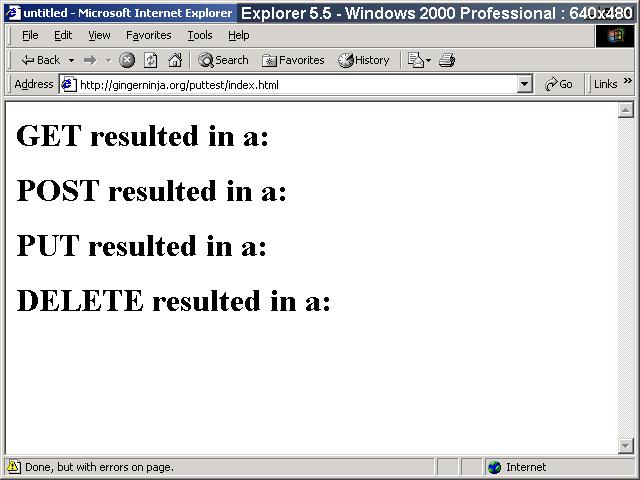 untitled - Microsoft Internet Explorer
Explorer 5.5 - Windows 2000 Professional : 640x480
File Edit View Favorites Tools Help
Back Search Favorites History
Address http://gingerninja.org/puttest/index.html Go Links »
GET resulted in a:
POST resulted in a:
PUT resulted in a:
DELETE resulted in a:
Done, but with errors on page. Internet